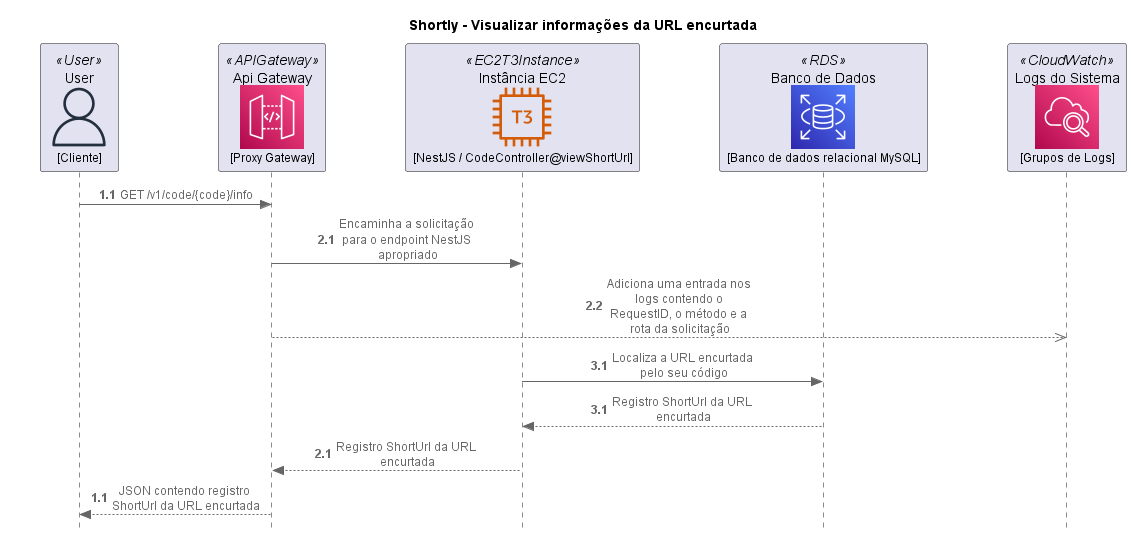 Shortly - Visualizar informações da URL encurtada
«User»
User
[Cliente]
«APIGateway»
Api Gateway
[Proxy Gateway]
«EC2T3Instance»
Instância EC2
T3
[NestJS / CodeController@viewShortUrl]
«RDS»
Banco de Dados
[Banco de dados relacional MySQL]
«CloudWatch»
Logs do Sistema
[Grupos de Logs]
1.1 GET /v1/code/{code}/info
Encaminha a solicitação
2.1 para o endpoint NestJS
apropriado
Adiciona uma entrada nos
2.2 logs contendo o
RequestID, o método e a
rota da solicitação
3.1 Localiza a URL encurtada
pelo seu código
3.1 Registro ShortUrl da URL
encurtada
2.1 Registro ShortUrl da URL
encurtada
1.1 JSON contendo registro
ShortUrl da URL encurtada